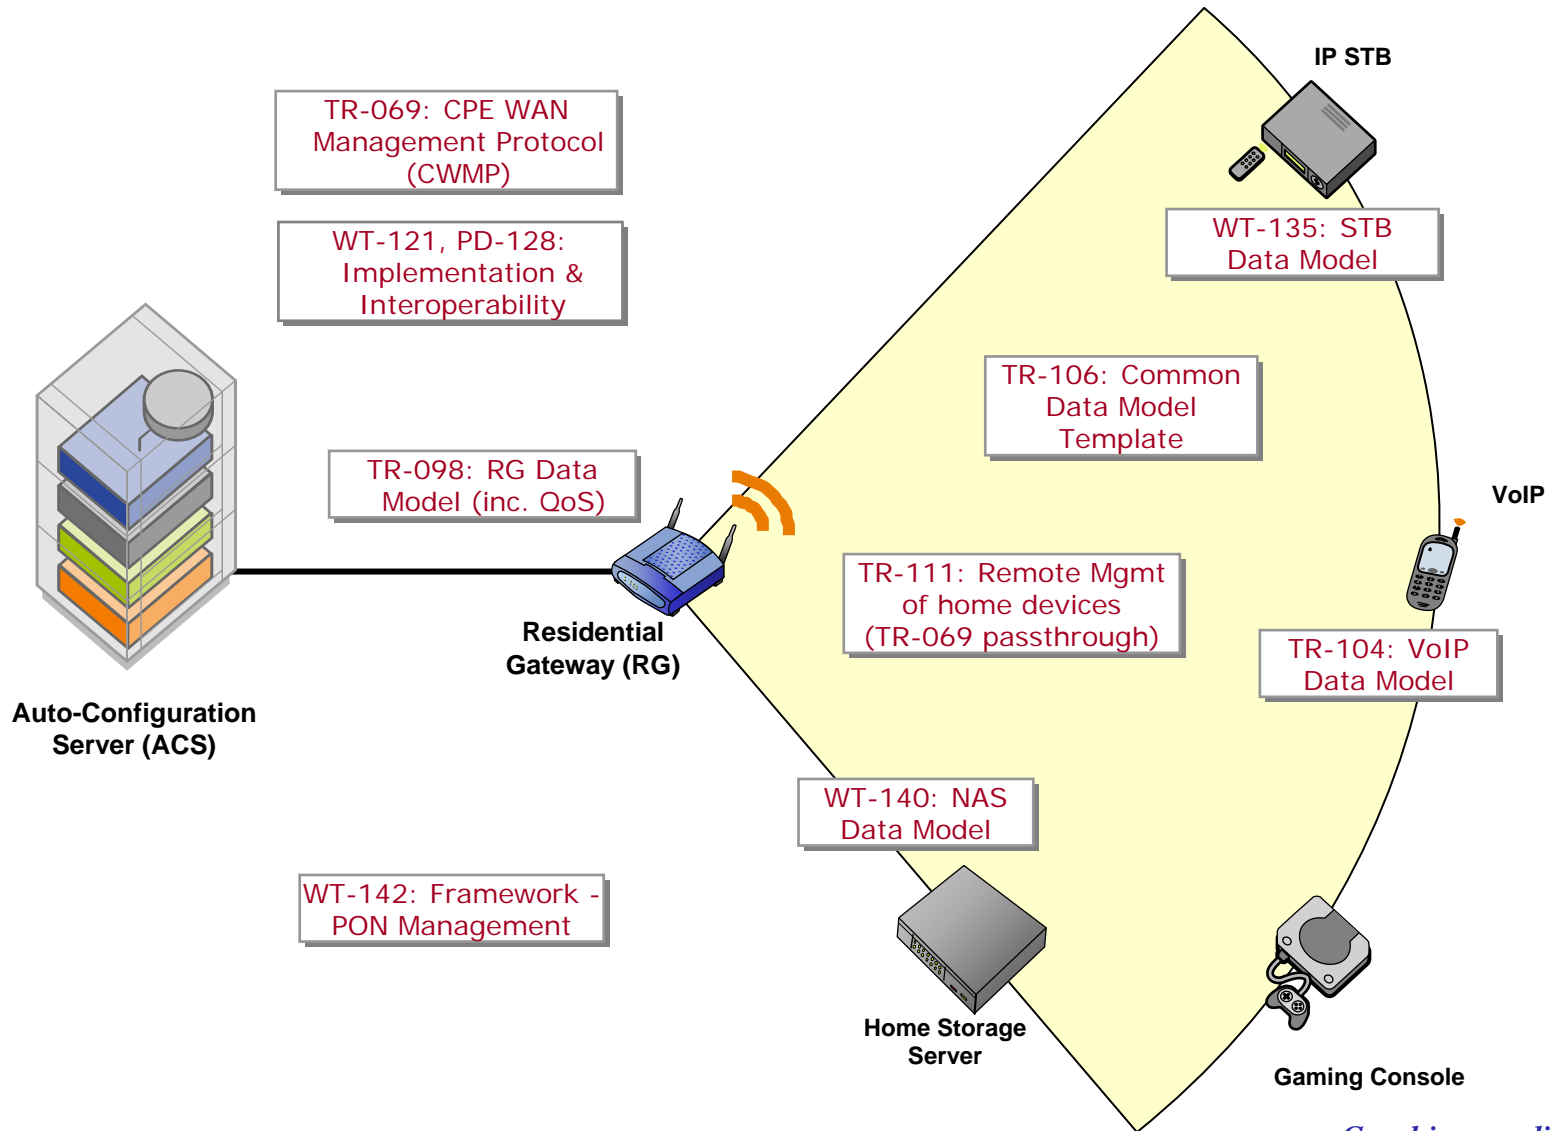 IP STB
TR-069: CPE WAN
Management Protocol
(CWMP)
WT-121, PD-128:
Implementation &
Interoperability
WT-135: STB
Data Model
TR-106: Common
Data Model
Template
TR-098: RG Data
Model (inc. QoS)
VoIP
TR-111: Remote Mgmt
of home devices
(TR-069 passthrough)
Residential
Gateway (RG)
TR-104: VoIP
Data Model
Auto-Configuration
Server (ACS)
WT-140: NAS
Data Model
WT-142: Framework -
PON Management
Home Storage
Server
Gaming Console